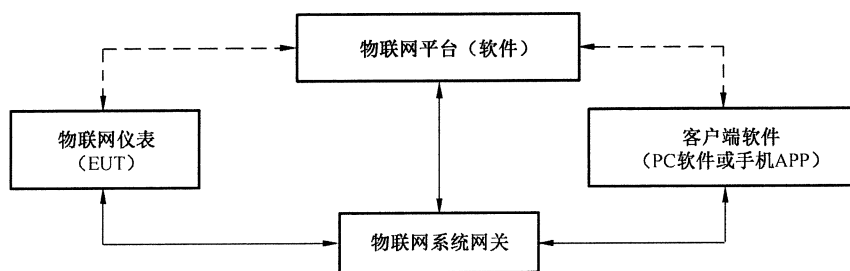 物联网平台（软件）
物联网仪表
（EUT）
客户端软件
（PC软件或手机APP）
物联网系统网关